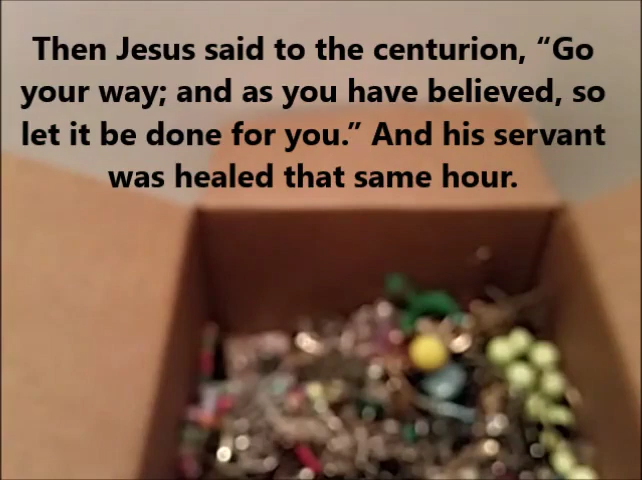 Then Jesus said to the centurion, “Go
your way; and as you have believed, so
let it be done for you.” And his servant
was healed that same hour.